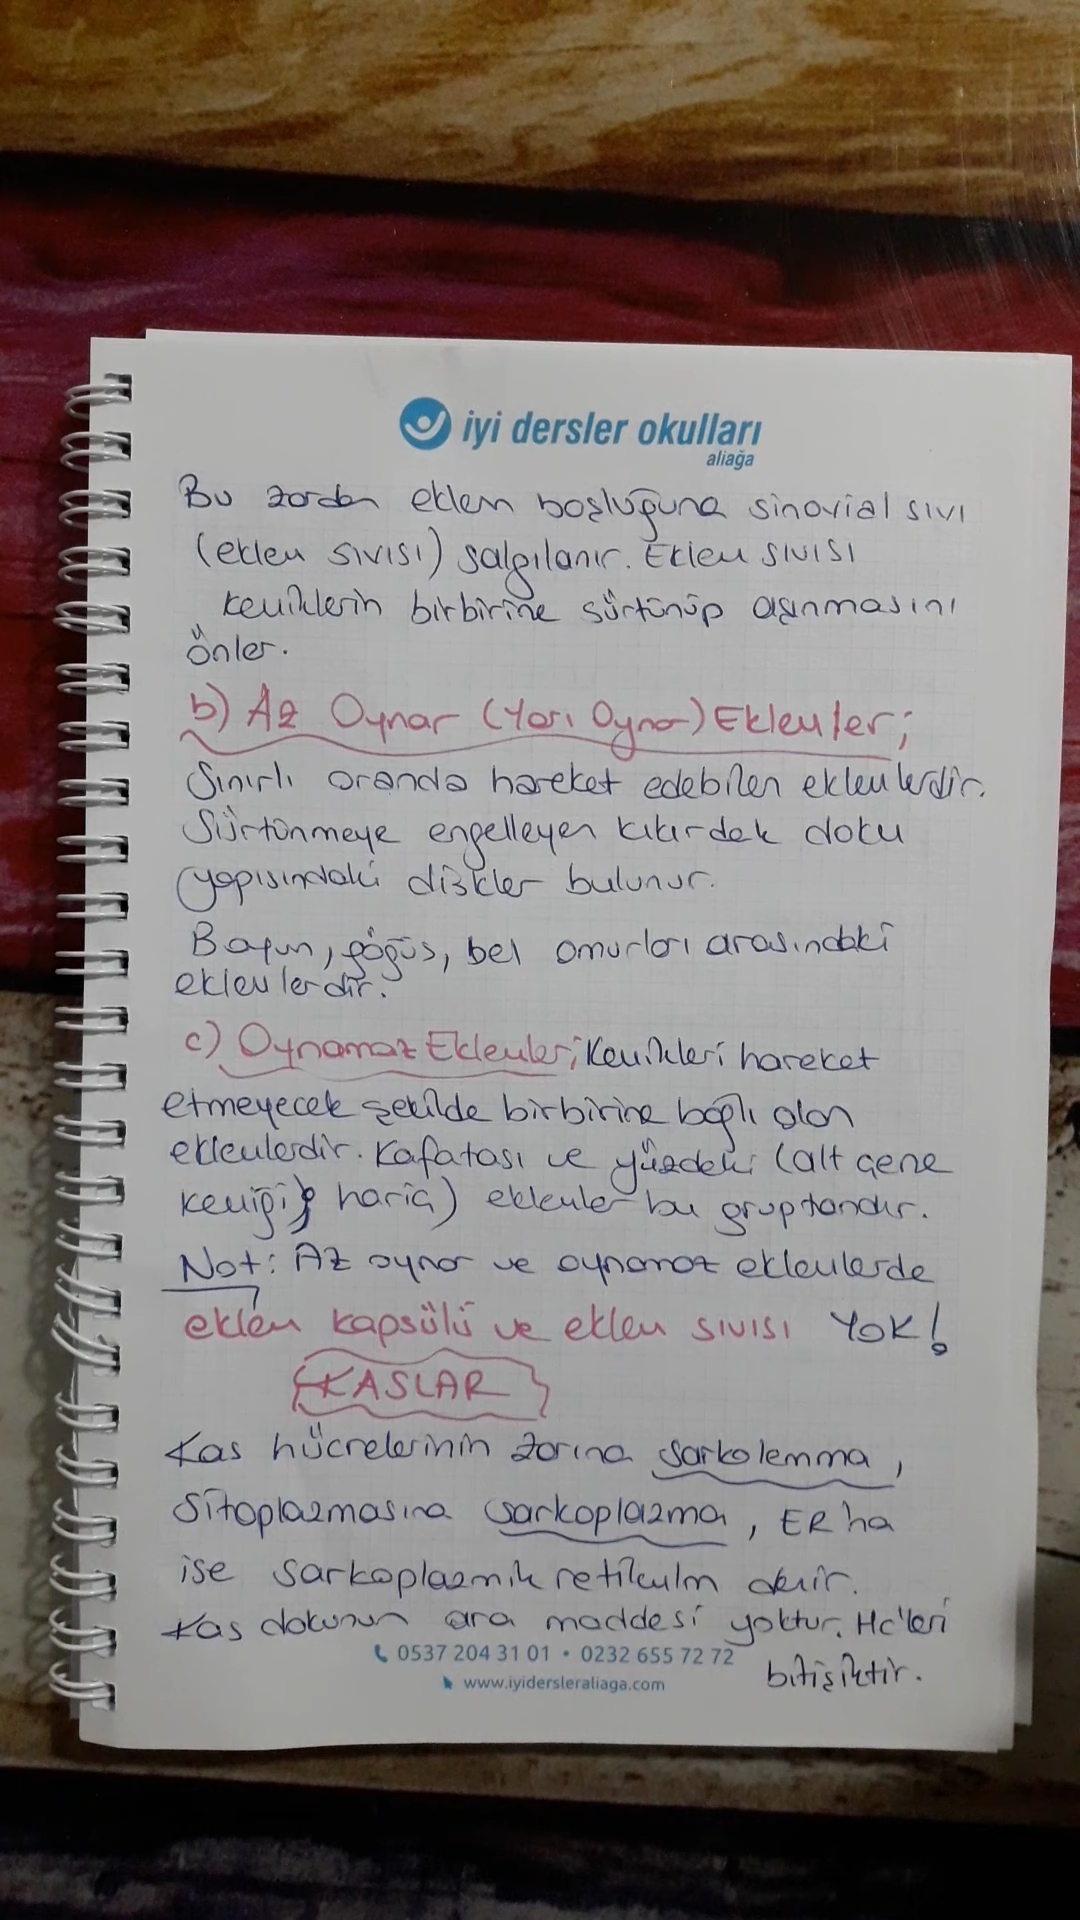 iyi dersler okulları
aliağa
Bu zardan eklem boşluğuna sinovial sıvı
(eklem sıvısı) salgılanır. Eklem sıvısı
kemiklerin birbirine sürtünüp aşınmasını
önler.
b) Az Oynar (Yarı Oynar) Eklemler;
Sınırlı oranda hareket edebilen eklemlerdir.
Sürtünmeye engelleyen kıkırdak doku
yapısındaki diskler bulunur.
Boyun, göğüs, bel omurları arasındaki
eklemlerdir.
c) Oynamaz Eklemler; Kemikleri hareket
etmeyecek şekilde birbirine bağlı olan
eklemlerdir. Kafatası ve yüzdeki (alt çene
kemiği hariç) eklemler bu gruptandır.
Not: Az oynar ve oynamaz eklemlerde
eklem kapsülü ve eklem sıvısı YOK!
KASLAR
Kas hücrelerinin zarına sarkolemma,
Sitoplazmasına sarkoplazma, ER'na
ise sarkoplazmik retikulm denir.
Kas dokunun ara maddesi yoktur. Hc'leri
bitişiktir.
0537 204 31 01 • 0232 655 72 72
www.iyidersleraliaga.com